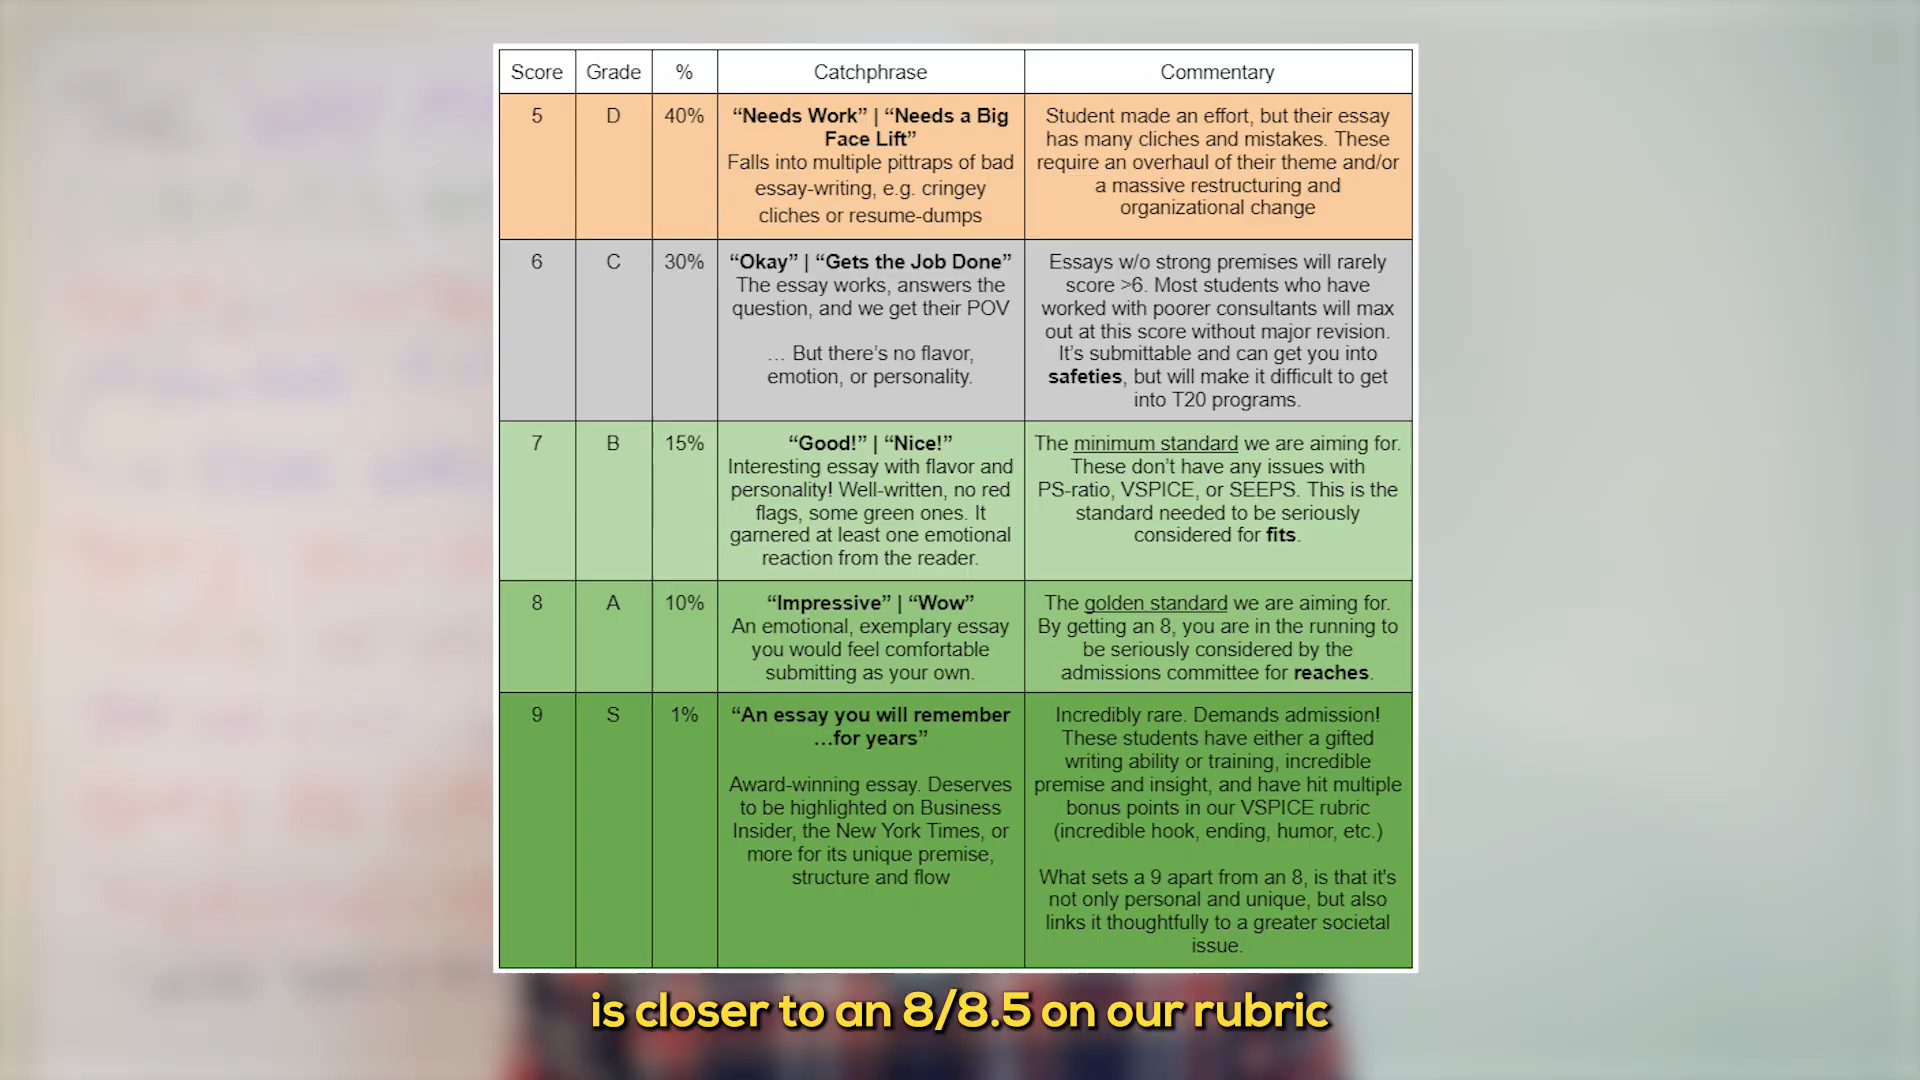 Score Grade % Catchphrase Commentary
5 D 40%
“Needs Work” | “Needs a Big
Face Lift”
Falls into multiple pittraps of bad
essay-writing, e.g. cringey
cliches or resume-dumps
Student made an effort, but their essay
has many cliches and mistakes. These
require an overhaul of their theme and/or
a massive restructuring and
organizational change
6 C 30%
“Okay” | “Gets the Job Done”
The essay works, answers the
question, and we get their POV
… But there’s no flavor,
emotion, or personality.
Essays w/o strong premises will rarely
score >6. Most students who have
worked with poorer consultants will max
out at this score without major revision.
It’s submittable and can get you into
safeties, but will make it difficult to get
into T20 programs.
7 B 15%
“Good!” | “Nice!”
Interesting essay with flavor and
personality! Well-written, no red
flags, some green ones. It
garnered at least one emotional
reaction from the reader.
The minimum standard we are aiming for.
These don’t have any issues with
PS-ratio, VSPICE, or SEEPS. This is the
standard needed to be seriously
considered for fits.
8 A 10%
“Impressive” | “Wow”
An emotional, exemplary essay
you would feel comfortable
submitting as your own.
The golden standard we are aiming for.
By getting an 8, you are in the running to
be seriously considered by the
admissions committee for reaches.
9 S 1%
“An essay you will remember
…for years”
Award-winning essay. Deserves
to be highlighted on Business
Insider, the New York Times, or
more for its unique premise,
structure and flow
Incredibly rare. Demands admission!
These students have either a gifted
writing ability or training, incredible
premise and insight, and have hit multiple
bonus points in our VSPICE rubric
(incredible hook, ending, humor, etc.)
What sets a 9 apart from an 8, is that it's
not only personal and unique, but also
links it thoughtfully to a greater societal
issue.
is closer to an 8/8.5 on our rubric